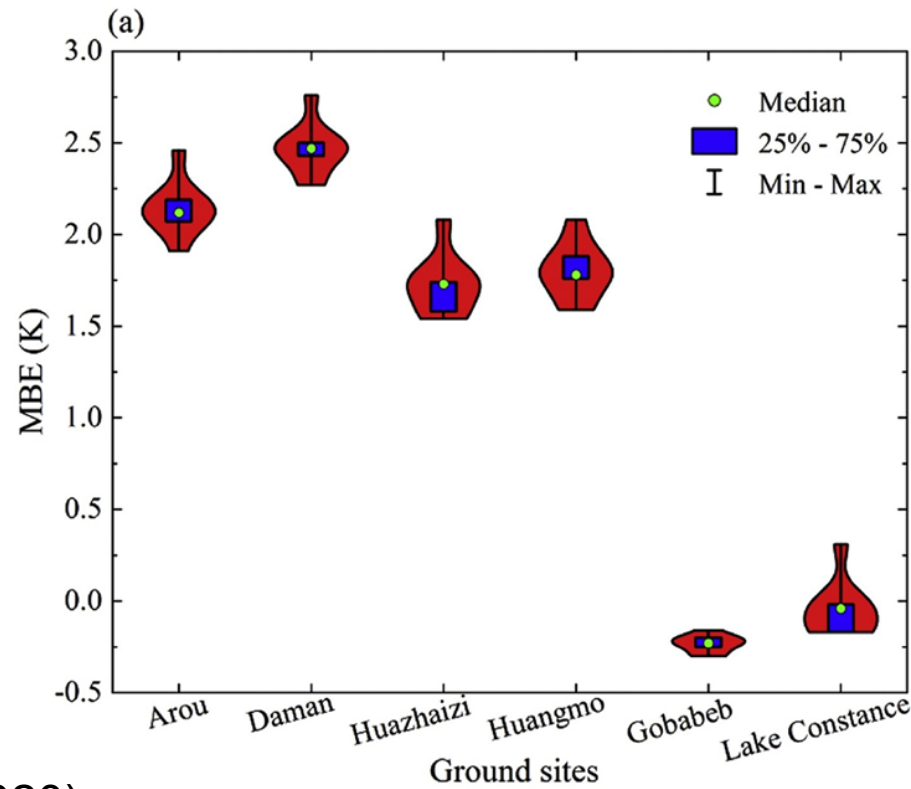 (a)
3.0
2.5
2.0
1.5
1.0
0.5
0.0
-0.5
MBE (K)
Median
25% - 75%
Min - Max
Arou
Daman
Huazhaizi
Huangmo
Gobabeb
Lake Constance
Ground sites